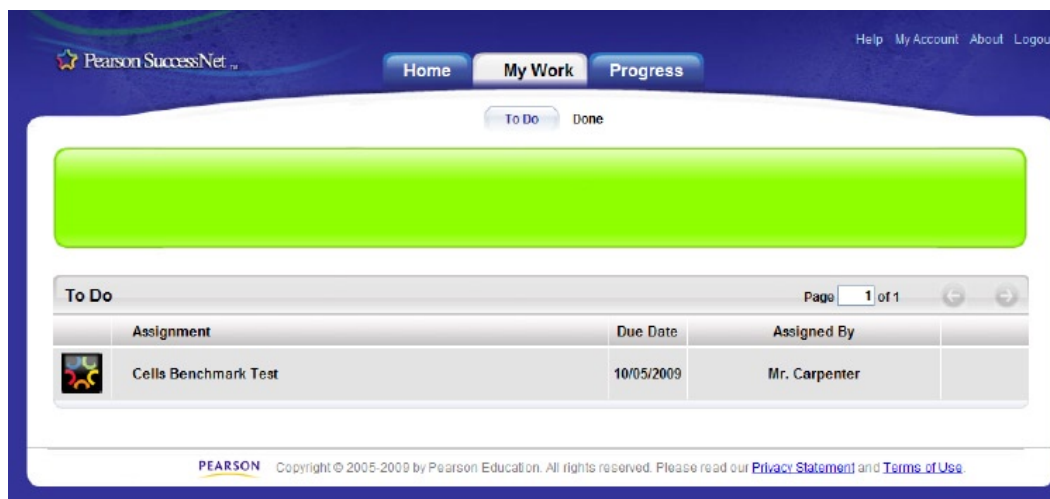 Help My Account About Logou
Pearson SuccessNet ™
Home My Work Progress
To Do Done
To Do Page 1 of 1
Assignment Due Date Assigned By
Cells Benchmark Test 10/05/2009 Mr. Carpenter
PEARSON Copyright © 2005-2009 by Pearson Education. All rights reserved. Please read our Privacy Statement and Terms of Use.